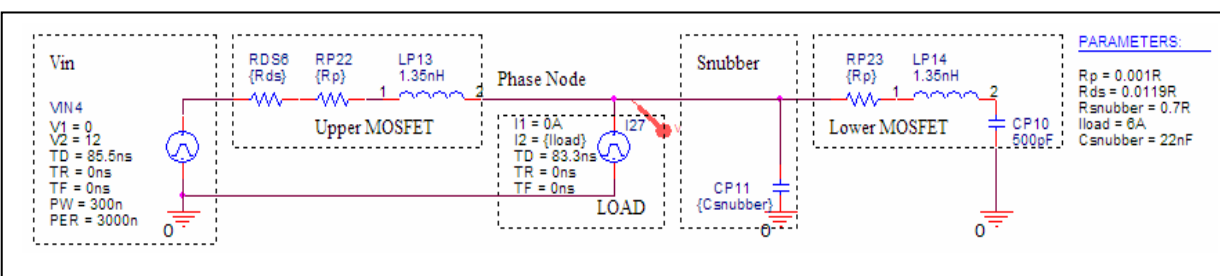 Vin
VIN4
V1 = 0
V2 = 12
TD = 85.5ns
TR = 0ns
TF = 0ns
PW = 300n
PER = 3000n
0
RDS6
{Rds}
RP22
{Rp}
LP13
1.35nH
1
2
Upper MOSFET
Phase Node
I1 = 0A
I2 = {Iload}
TD = 83.3ns
TR = 0ns
TF = 0ns
I27
V
LOAD
Snubber
CP11
{Csnubber}
0
RP23
{Rp}
LP14
1.35nH
1
2
Lower MOSFET
CP10
500pF
0
PARAMETERS:
Rp = 0.001R
Rds = 0.0119R
Rsnubber = 0.7R
Iload = 6A
Csnubber = 22nF